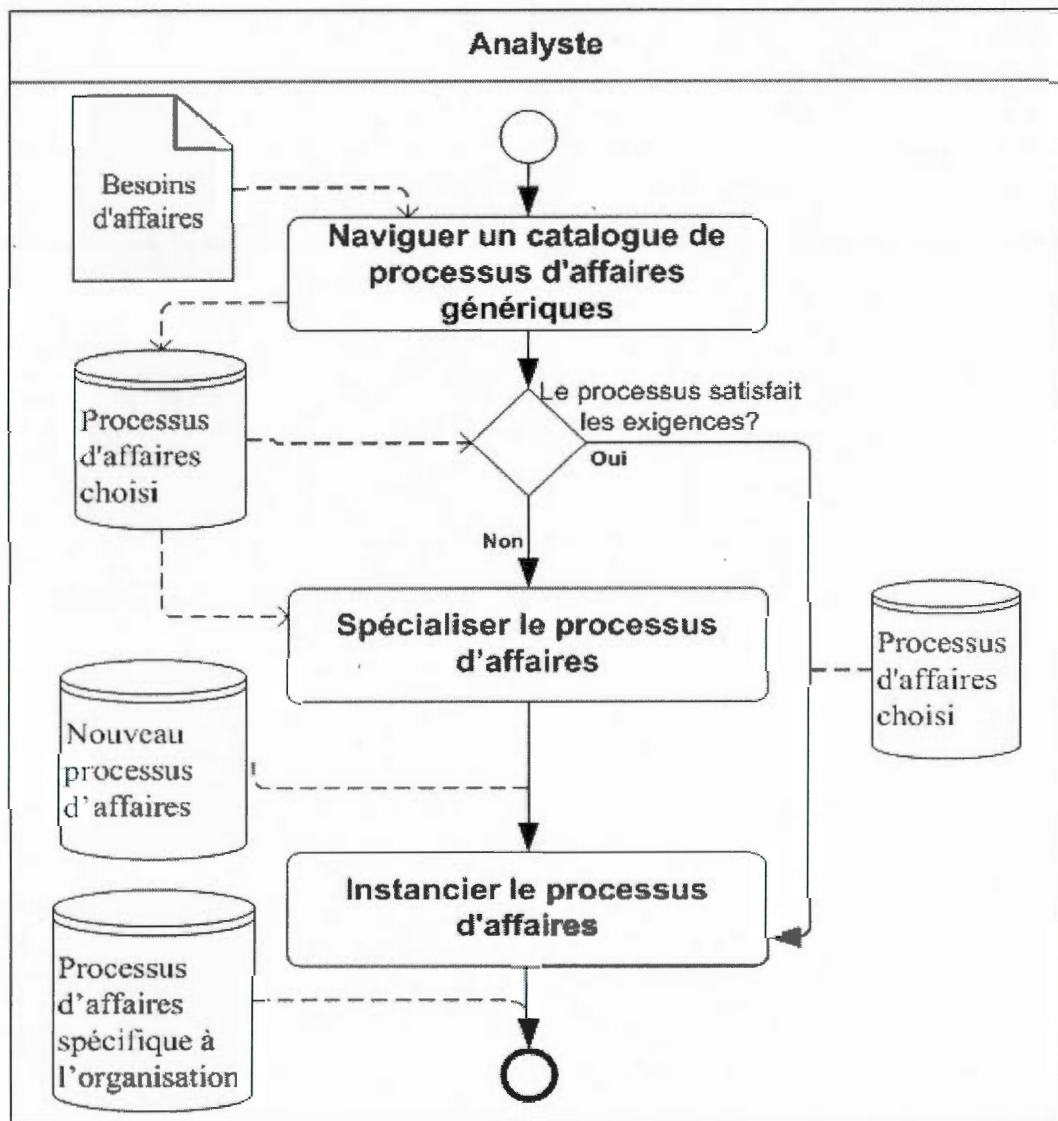 Analyste
Besoins
d'affaires
Naviguer un catalogue de
processus d'affaires
génériques
Le processus satisfait
les exigences?
Processus
d'affaires
choisi
Oui
Non
Spécialiser le processus
d’affaires
Processus
d'affaires
choisi
Nouveau
processus
d’affaires
Instancier le processus
d'affaires
Processus
d’affaires
spécifique à
l’organisation